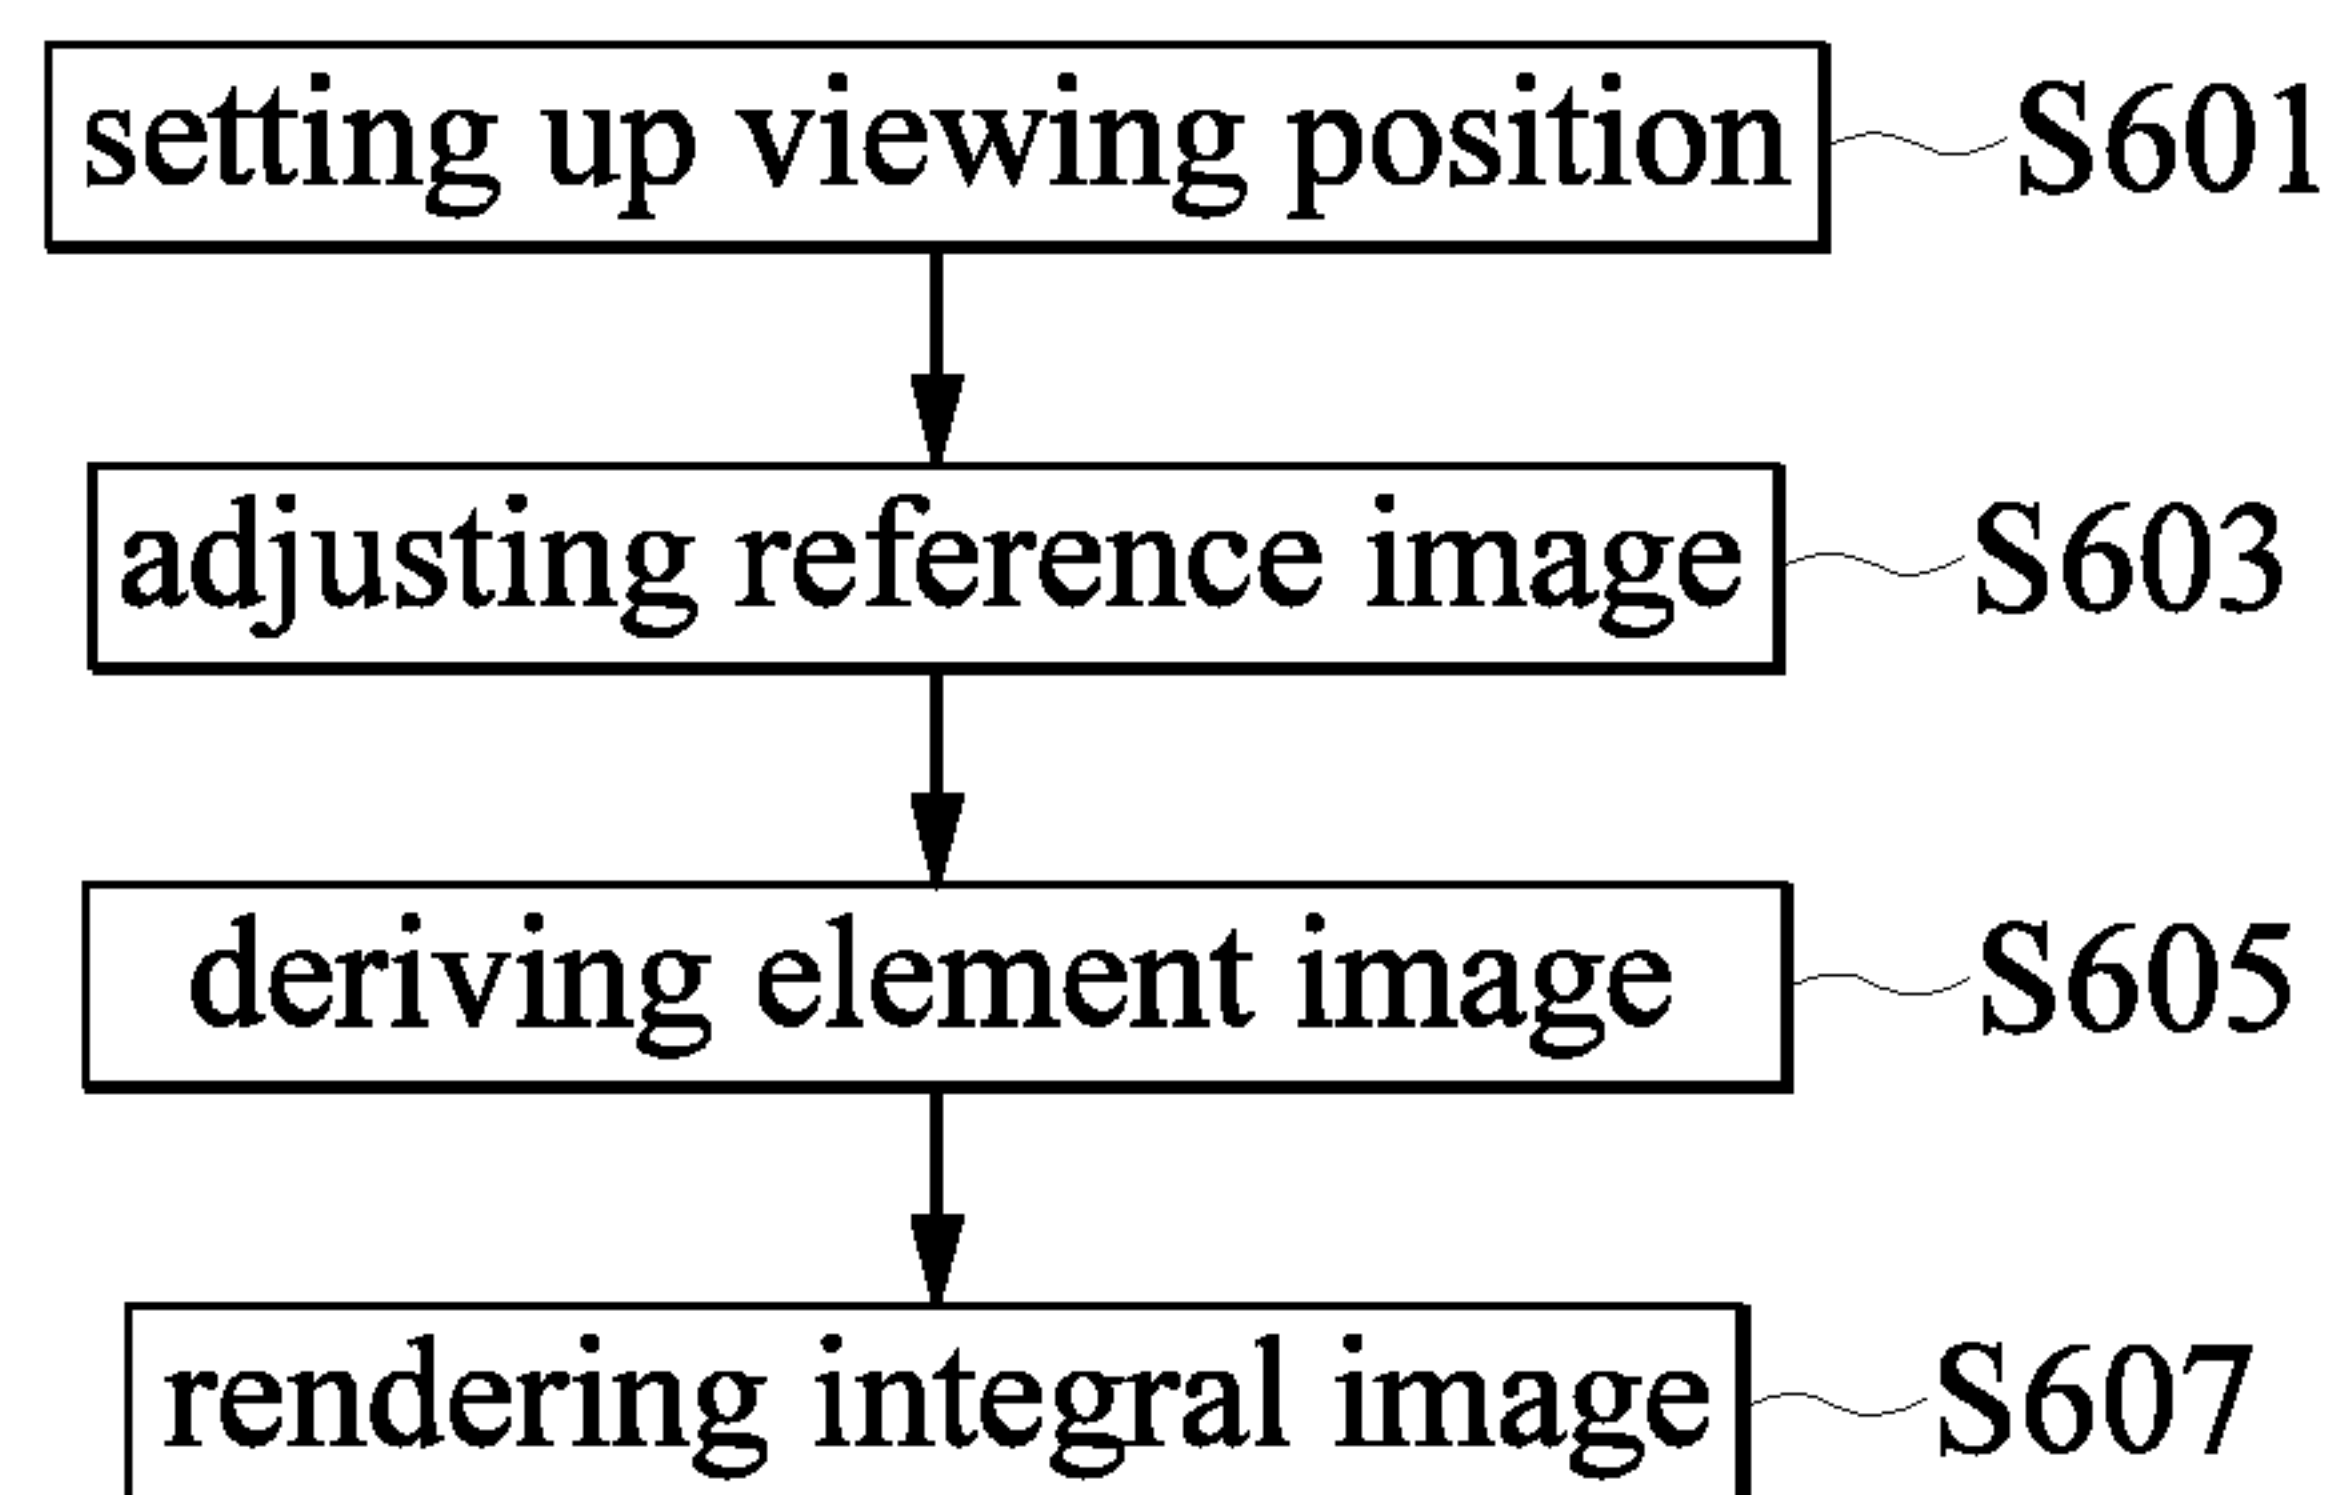 setting up viewing position S601
adjusting reference image S603
deriving element image S605
rendering integral image S607